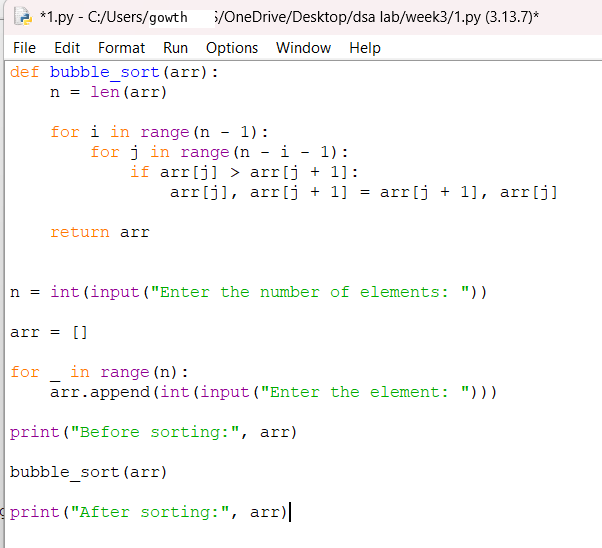 *1.py - C:/Users/gowth /OneDrive/Desktop/dsa lab/week3/1.py (3.13.7)*
File Edit Format Run Options Window Help
def bubble_sort(arr):
    n = len(arr)

    for i in range(n - 1):
        for j in range(n - i - 1):
            if arr[j] > arr[j + 1]:
                arr[j], arr[j + 1] = arr[j + 1], arr[j]

    return arr


n = int(input("Enter the number of elements: "))

arr = []

for _ in range(n):
    arr.append(int(input("Enter the element: ")))

print("Before sorting:", arr)

bubble_sort(arr)

print("After sorting:", arr)